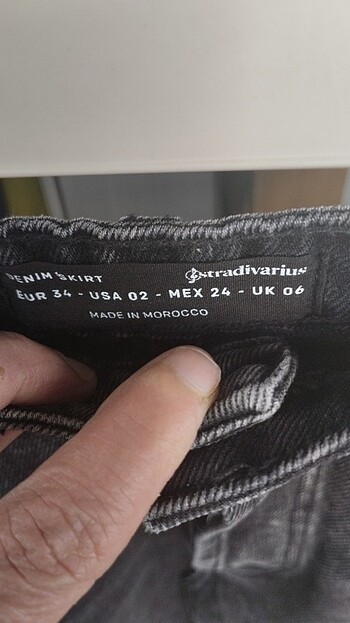 DENIM SKIRT
stradivarius
EUR 34 - USA 02 - MEX 24 - UK 06
MADE IN MOROCCO